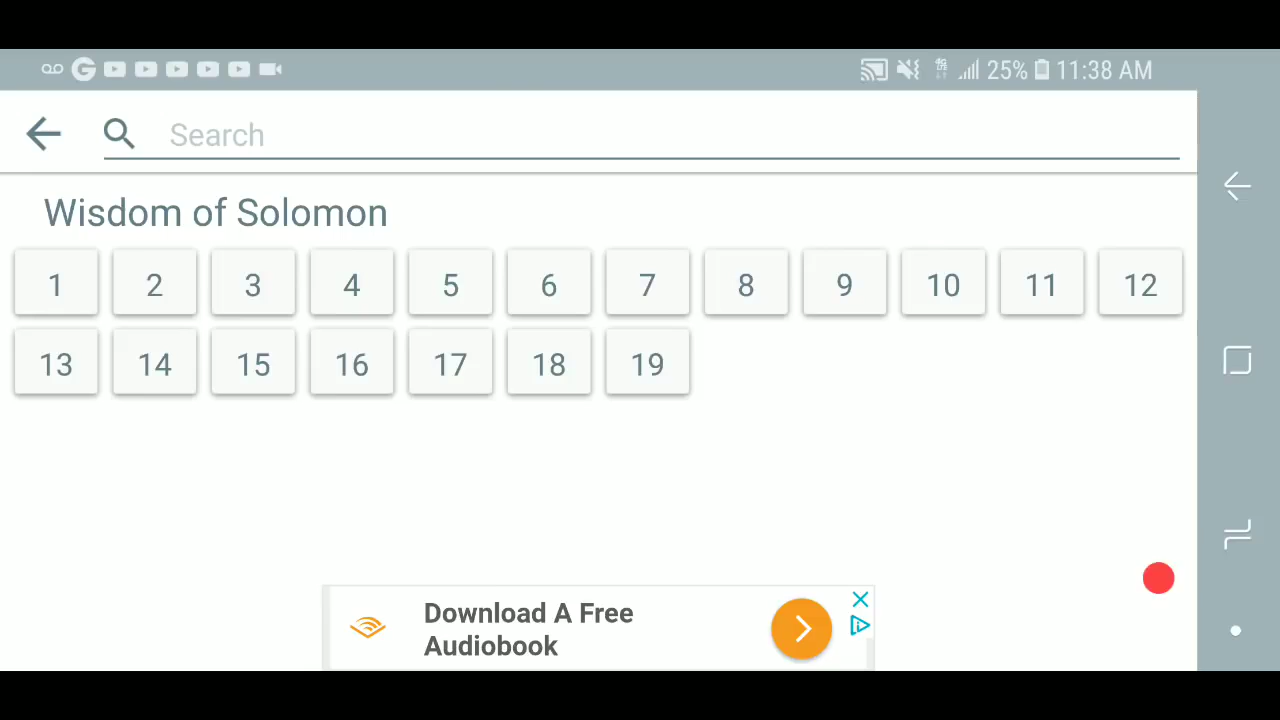 25% 11:38 AM
Search
Wisdom of Solomon
1 2 3 4 5 6 7 8 9 10 11 12
13 14 15 16 17 18 19
Download A Free
Audiobook